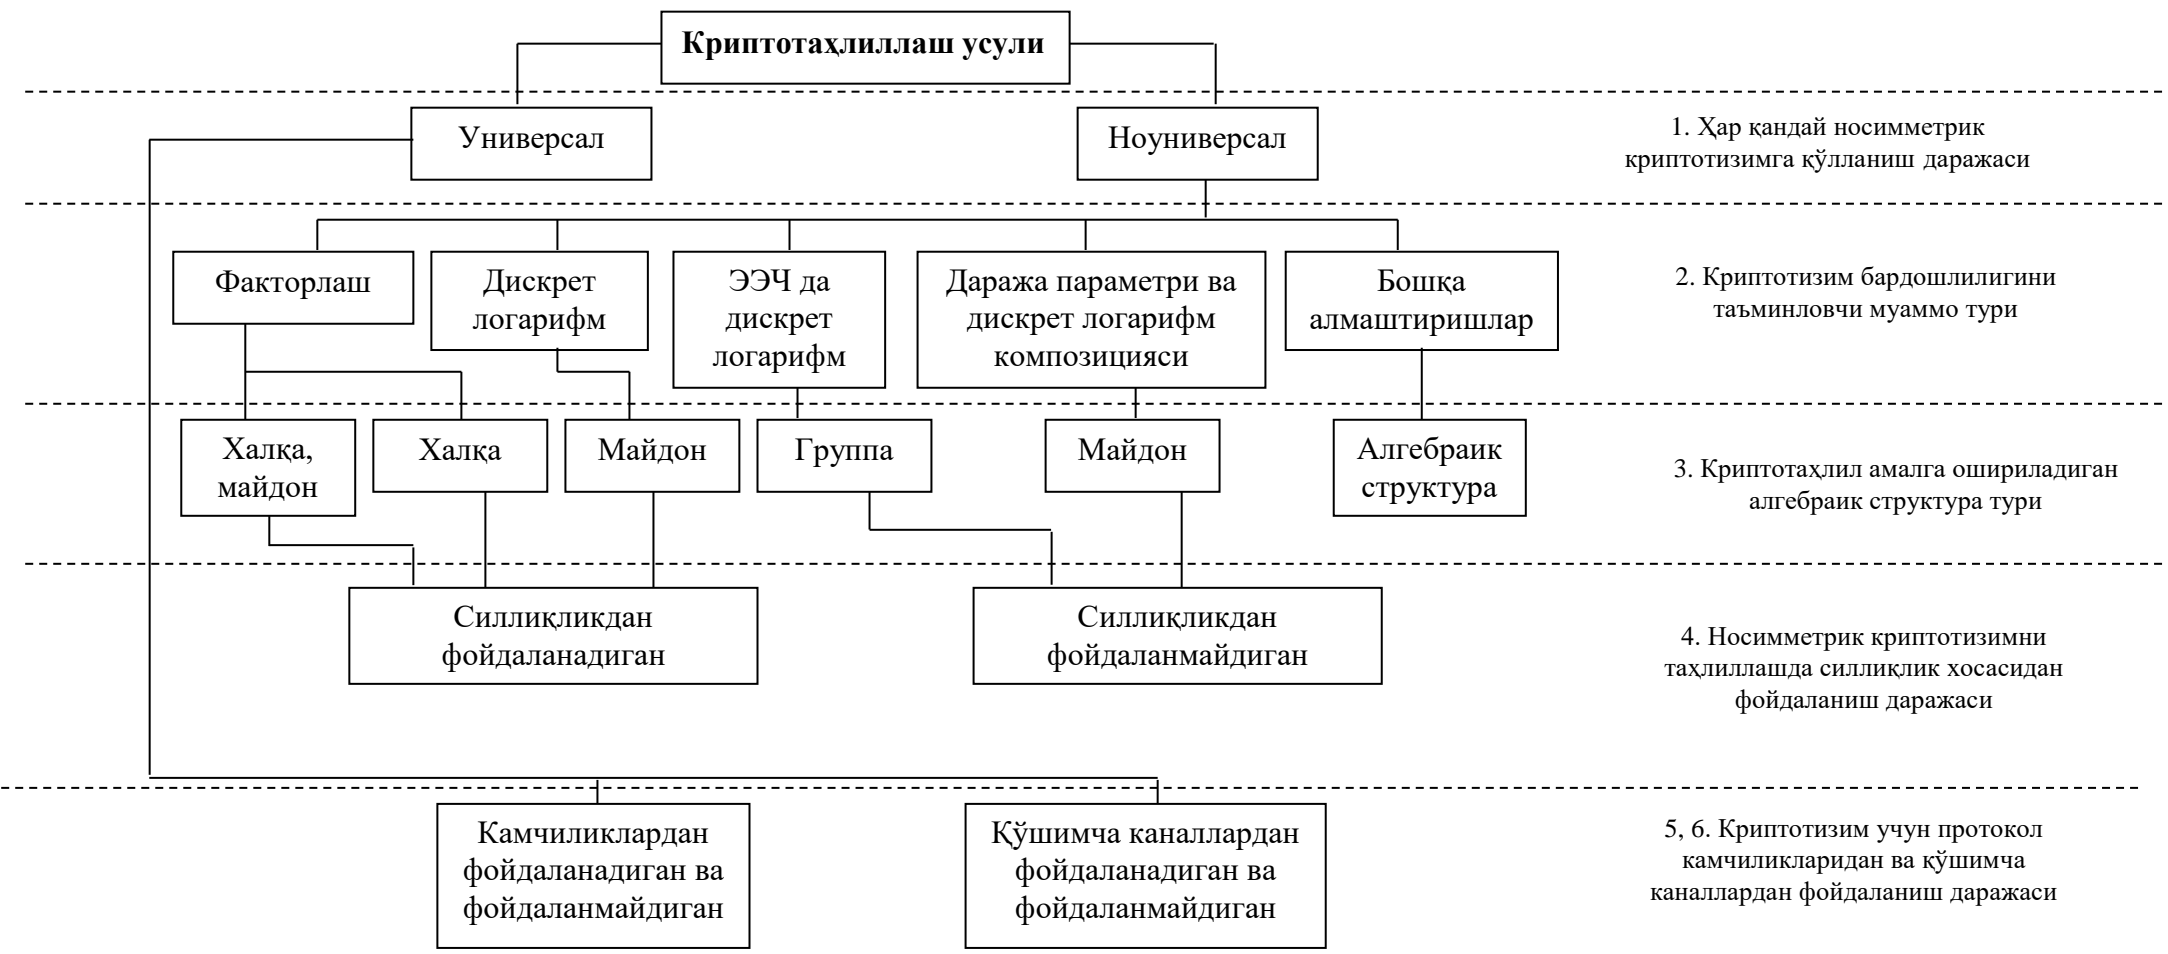 Криптотаҳлиллаш усули
Универсал
Ноуниверсал
1. Ҳар қандай носимметрик
криптотизимга қўлланиш даражаси
Факторлаш
Дискрет
логарифм
ЭЭЧ да
дискрет
логарифм
Даража параметри ва
дискрет логарифм
композицияси
Бошқа
алмаштиришлар
2. Криптотизим бардошлилигини
таъминловчи муаммо тури
Халқа,
майдон
Халқа
Майдон
Группа
Майдон
Алгебраик
структура
3. Криптотаҳлил амалга ошириладиган
алгебраик структура тури
Силлиқликдан
фойдаланадиган
Силлиқликдан
фойдаланмайдиган
4. Носимметрик криптотизимни
таҳлиллашда силлиқлик хосасидан
фойдаланиш даражаси
Камчиликлардан
фойдаланадиган ва
фойдаланмайдиган
Қўшимча каналлардан
фойдаланадиган ва
фойдаланмайдиган
5, 6. Криптотизим учун протокол
камчиликларидан ва қўшимча
каналлардан фойдаланиш даражаси